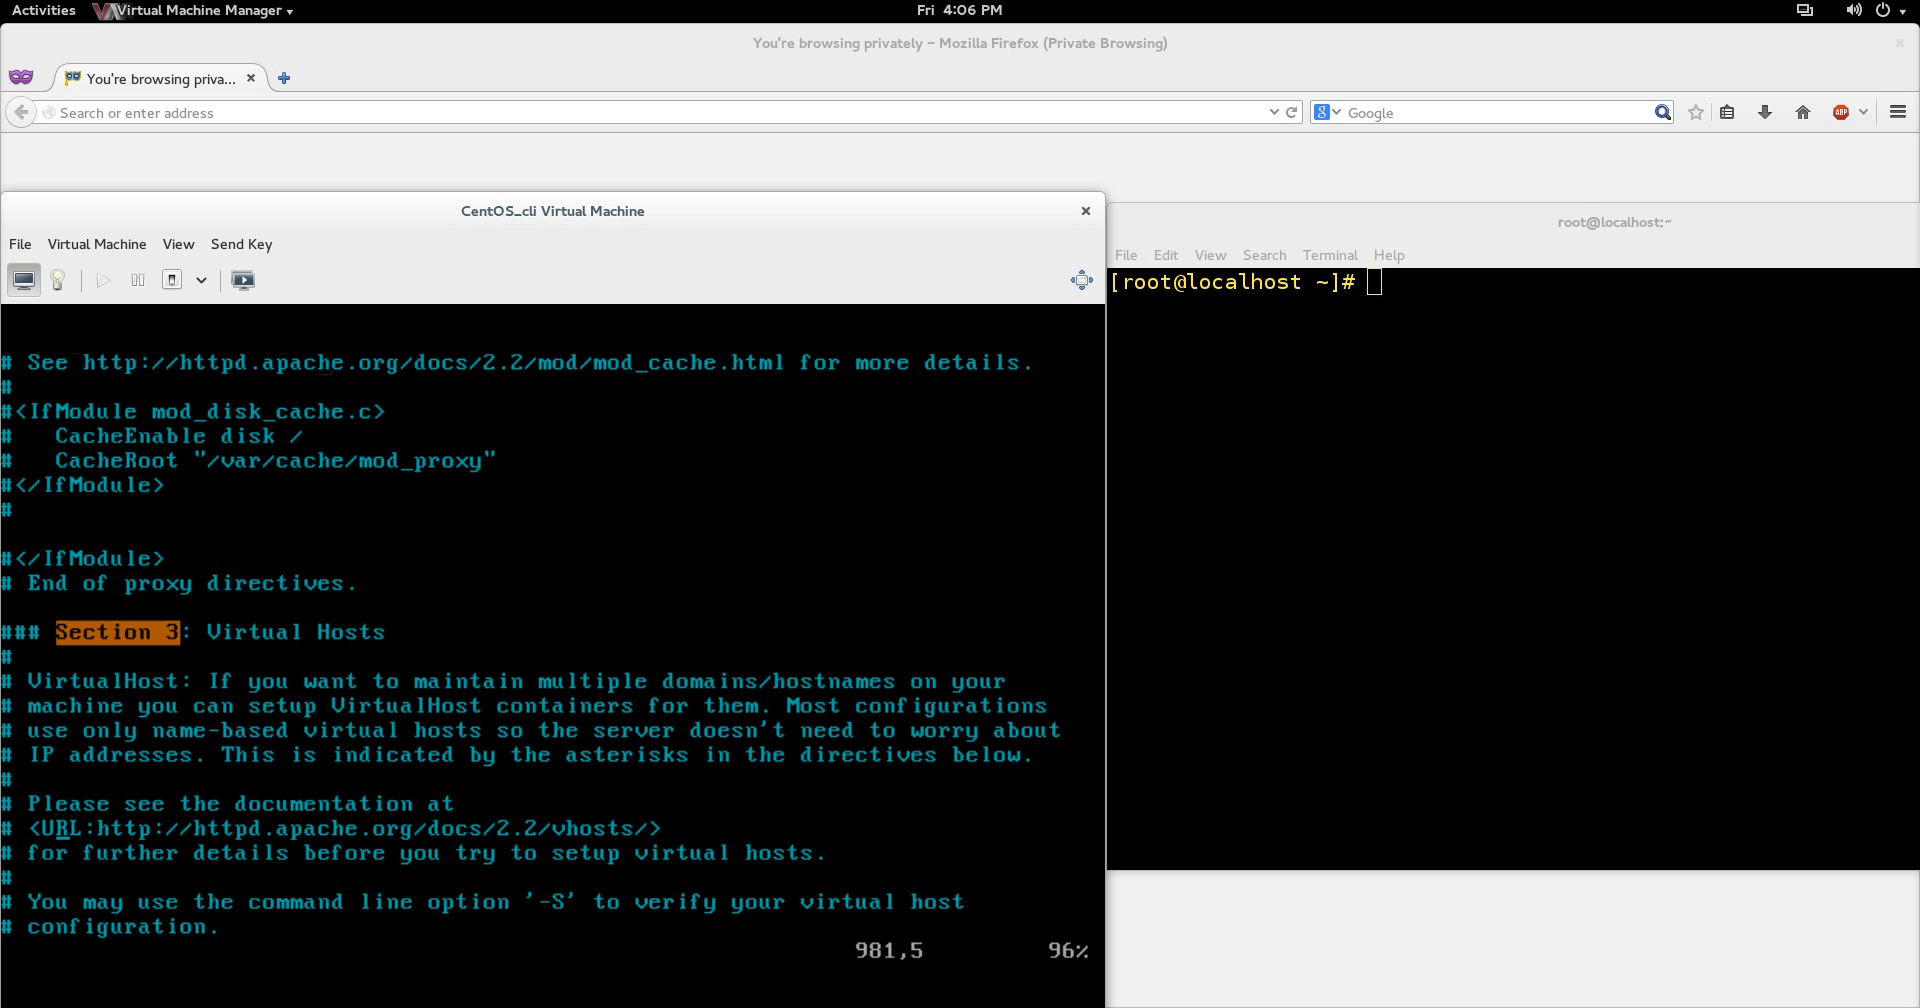 Activities Virtual Machine Manager Fri 4:06 PM
You're browsing privately – Mozilla Firefox (Private Browsing)
You're browsing priva...
Search or enter address Google
ABP
CentOS_cli Virtual Machine
File Virtual Machine View Send Key
# See http://httpd.apache.org/docs/2.2/mod/mod_cache.html for more details.
#
#<IfModule mod_disk_cache.c>
#   CacheEnable disk /
#   CacheRoot "/var/cache/mod_proxy"
#</IfModule>
#
#</IfModule>
# End of proxy directives.
### Section 3: Virtual Hosts
#
# VirtualHost: If you want to maintain multiple domains/hostnames on your
# machine you can setup VirtualHost containers for them. Most configurations
# use only name-based virtual hosts so the server doesn't need to worry about
# IP addresses. This is indicated by the asterisks in the directives below.
#
# Please see the documentation at
# <URL:http://httpd.apache.org/docs/2.2/vhosts/>
# for further details before you try to setup virtual hosts.
#
# You may use the command line option '-S' to verify your virtual host
# configuration.
981,5 96%
root@localhost:~
File Edit View Search Terminal Help
[root@localhost ~]#